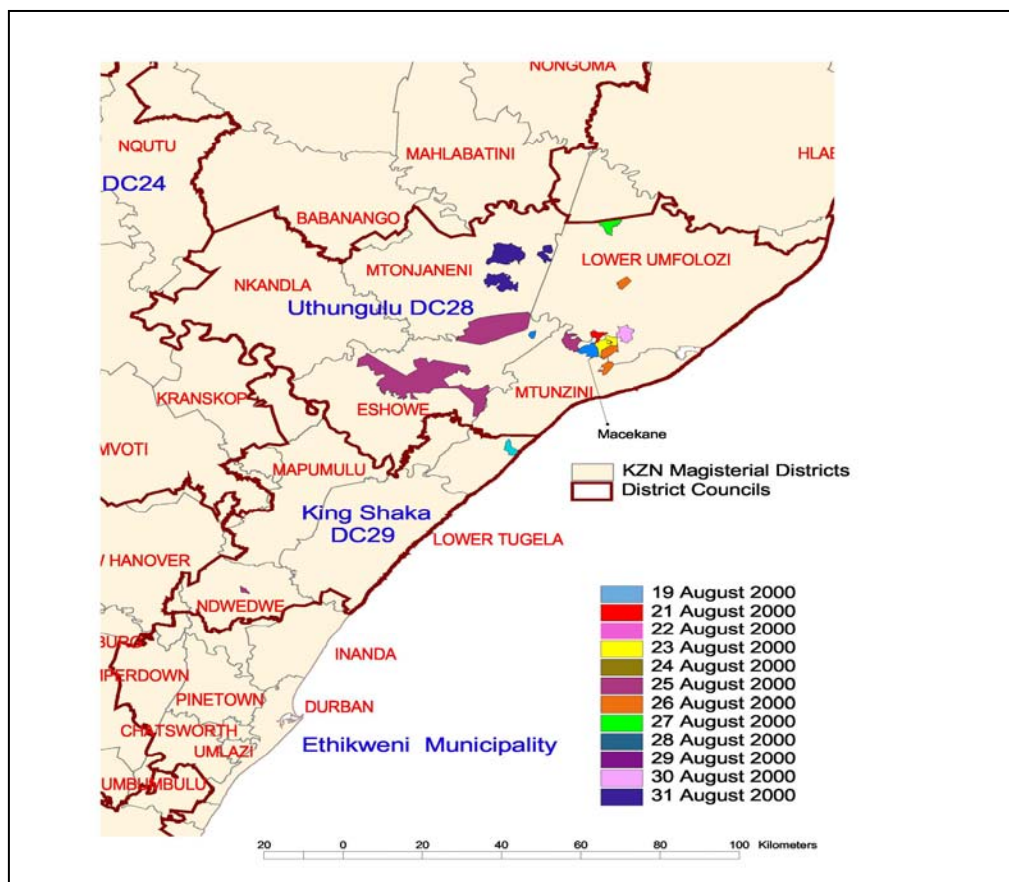 NONGOMA
NQUTU
MAHLABATINI
HLAB
DC24
BABANANGO
LOWER UMFOLOZI
MTONJANENI
NKANDLA
Uthungulu DC28
KRANSKOP
ESHOWE
MTUNZINI
Macekane
MVOTI
MAPUMULU
KZN Magisterial Districts
District Councils
King Shaka
DC29
LOWER TUGELA
HANOVER
NDWEDWE
19 August 2000
21 August 2000
22 August 2000
23 August 2000
24 August 2000
25 August 2000
26 August 2000
27 August 2000
28 August 2000
29 August 2000
30 August 2000
31 August 2000
BURG
INANDA
MPERDOWN
PINETOWN
DURBAN
CHATSWORTH
Ethikweni Municipality
UMLAZI
UMBUMBULU
20 0 20 40 60 80 100 Kilometers